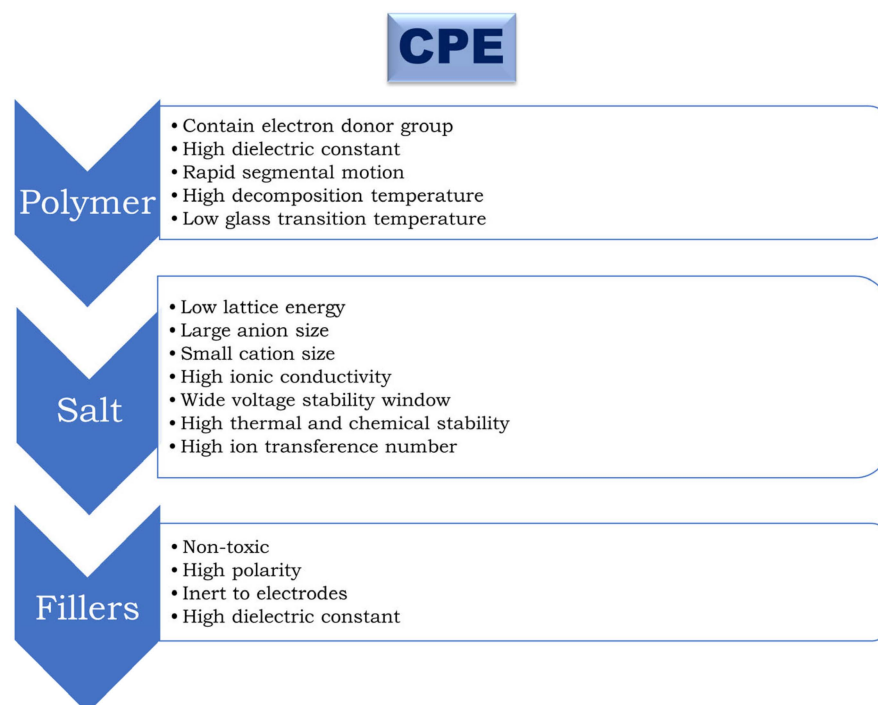 CPE
Polymer
• Contain electron donor group
• High dielectric constant
• Rapid segmental motion
• High decomposition temperature
• Low glass transition temperature
Salt
• Low lattice energy
• Large anion size
• Small cation size
• High ionic conductivity
• Wide voltage stability window
• High thermal and chemical stability
• High ion transference number
Fillers
• Non-toxic
• High polarity
• Inert to electrodes
• High dielectric constant